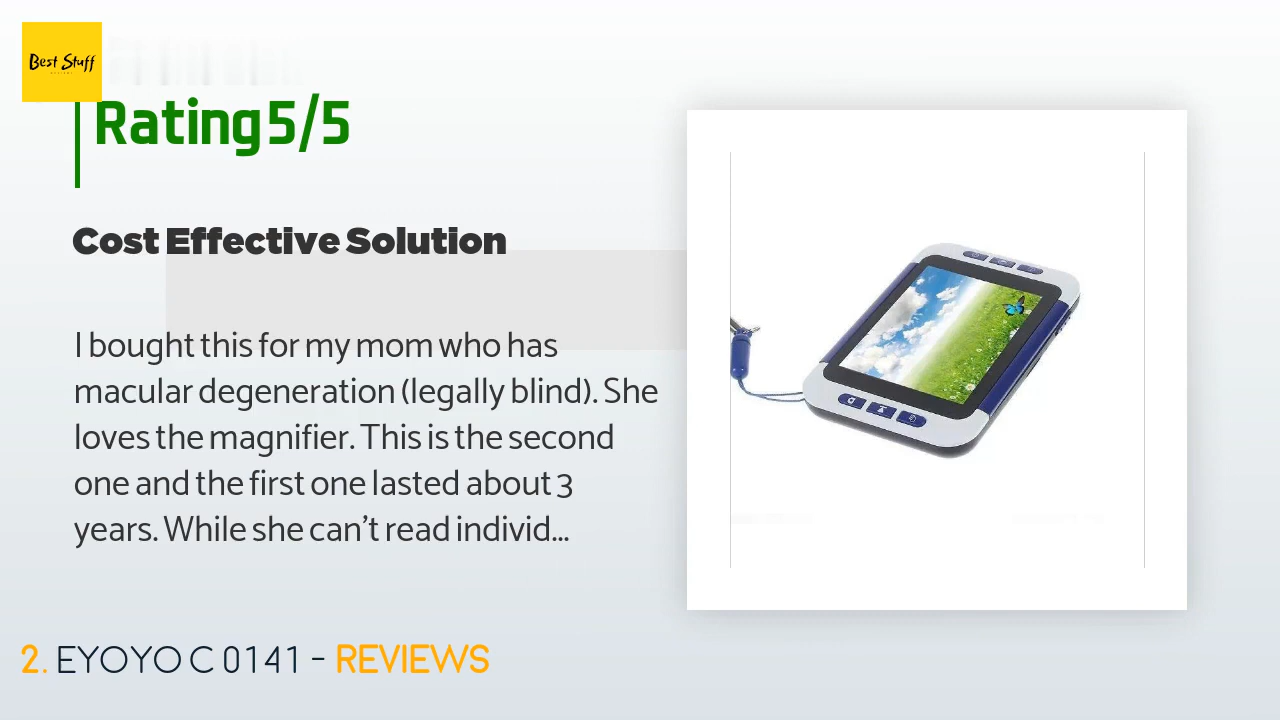 Best Stuff
Rating 5/5
Cost Effective Solution
I bought this for my mom who has
macular degeneration (legally blind). She
loves the magnifier. This is the second
one and the first one lasted about 3
years. While she can't read individ...
2. EYOYO C 0141 - REVIEWS